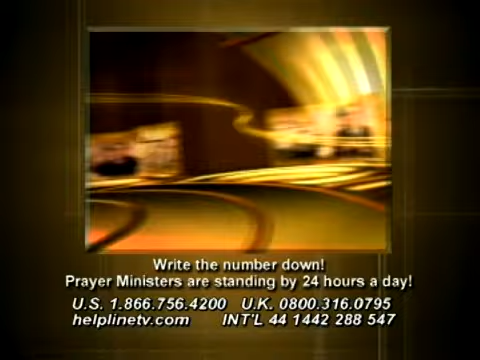 Write the number down!
Prayer Ministers are standing by 24 hours a day!
U.S. 1.866.756.4200 U.K. 0800.316.0795
helplinetv.com INT'L 44 1442 288 547